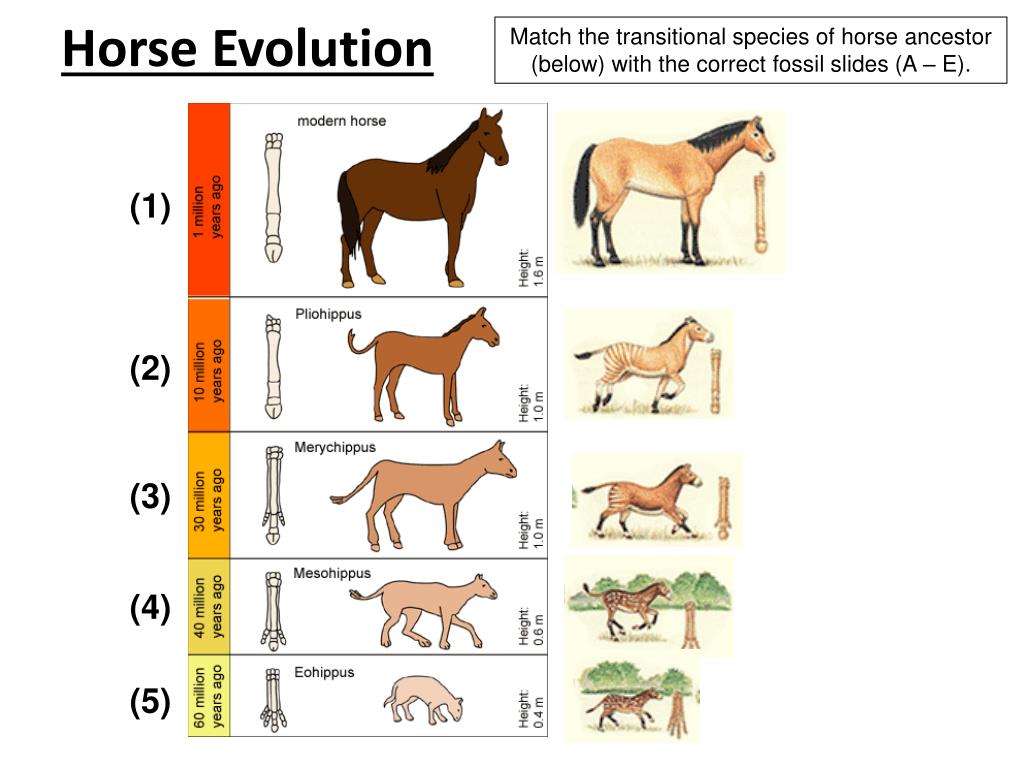 Horse Evolution
Match the transitional species of horse ancestor
(below) with the correct fossil slides (A – E).
(1)
1 million
years ago
modern horse
Height:
1.6 m
(2)
10 million
years ago
Pliohippus
Height:
1.0 m
(3)
30 million
years ago
Merychippus
Height:
1.0 m
(4)
40 million
years ago
Mesohippus
Height:
0.6 m
(5)
60 million
years ago
Eohippus
Height:
0.4 m